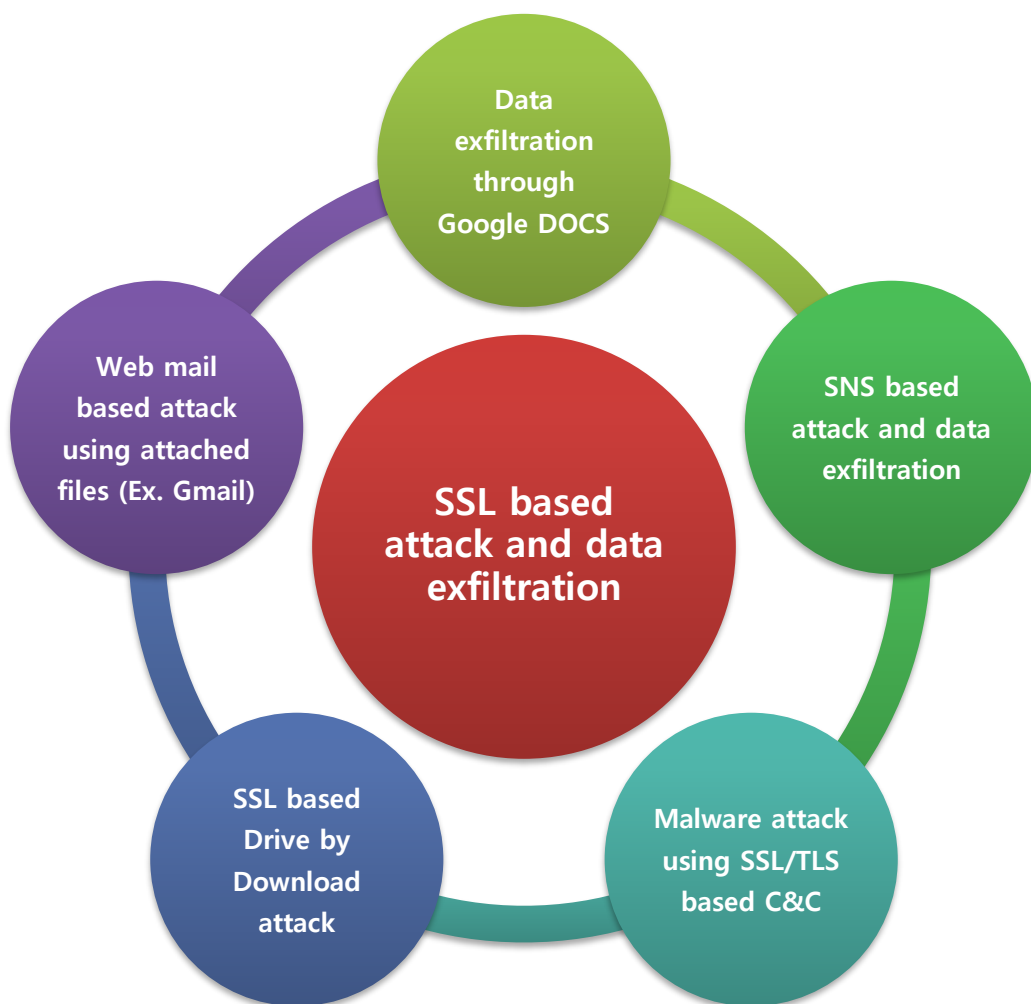 Data
exfiltration
through
Google DOCS
SNS based
attack and data
exfiltration
Malware attack
using SSL/TLS
based C&C
SSL based
Drive by
Download
attack
Web mail
based attack
using attached
files (Ex. Gmail)
SSL based
attack and data
exfiltration